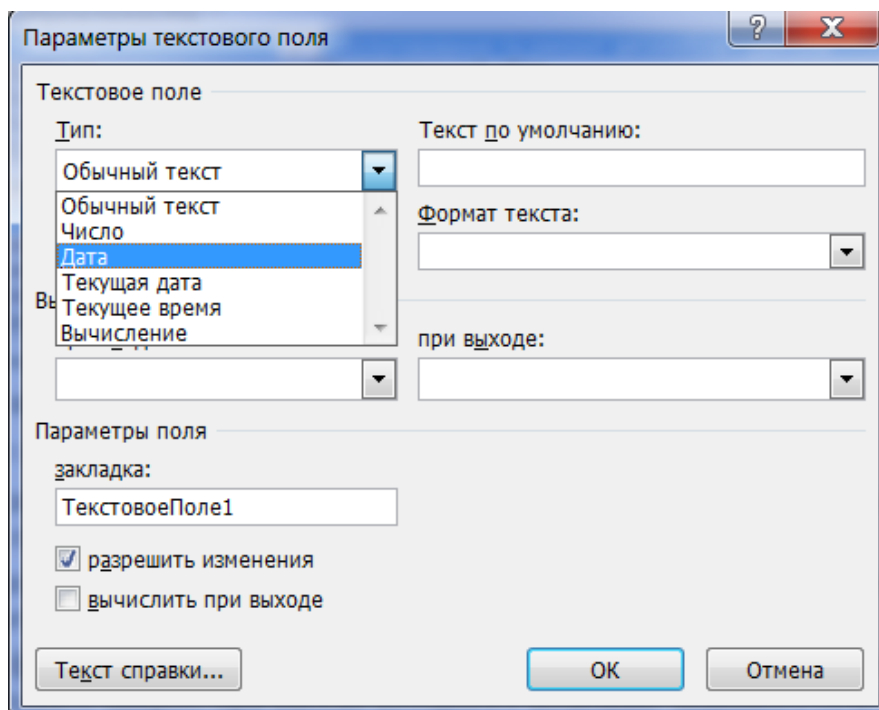 Параметры текстового поля
Текстовое поле
Тип:
Текст по умолчанию:
Обычный текст
Обычный текст
Число
Дата
Текущая дата
Текущее время
Вычисление
Формат текста:
Вы
при выходе:
Параметры поля
закладка:
ТекстовоеПоле1
разрешить изменения
вычислить при выходе
Текст справки...
ОК
Отмена